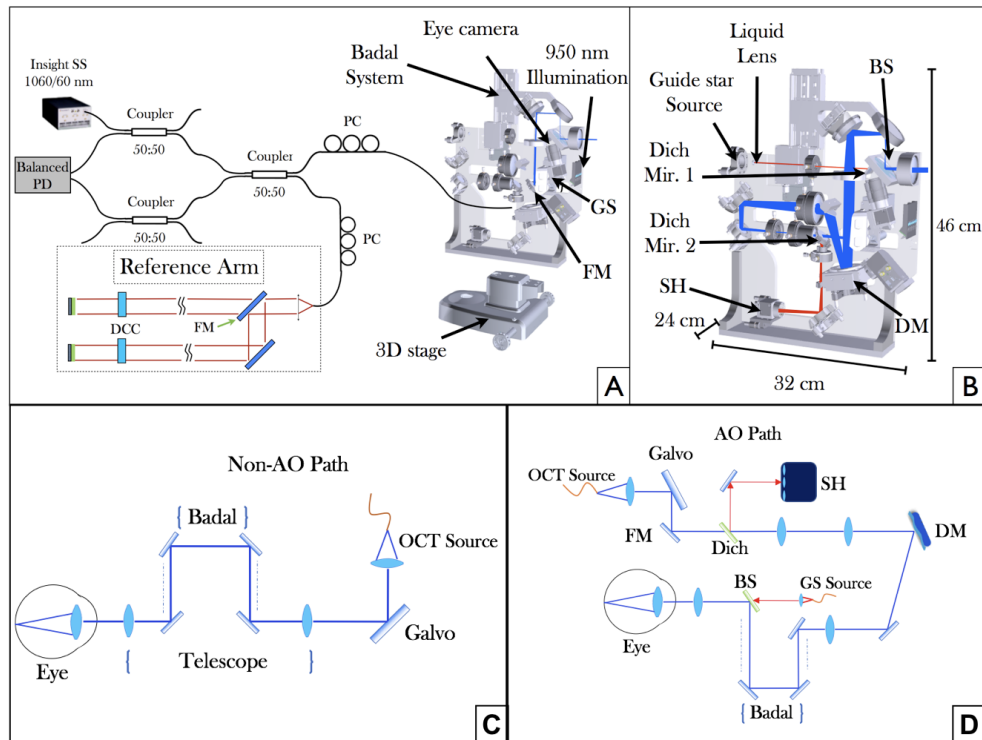 Insight SS
1060/60 nm
Coupler
50:50
Balanced
PD
Coupler
50:50
Coupler
50:50
PC
PC
Reference Arm
DCC
FM
Eye camera
Badal
System
950 nm
Illumination
GS
FM
3D stage
A
Liquid
Lens
Guide star
Source
BS
Dich
Mir. 1
Dich
Mir. 2
SH
DM
46 cm
24 cm
32 cm
B
Non-AO Path
{ Badal }
OCT Source
Galvo
Eye
{ Telescope }
C
AO Path
Galvo
OCT Source
SH
FM
Dich
DM
BS
GS Source
Eye
{Badal}
D